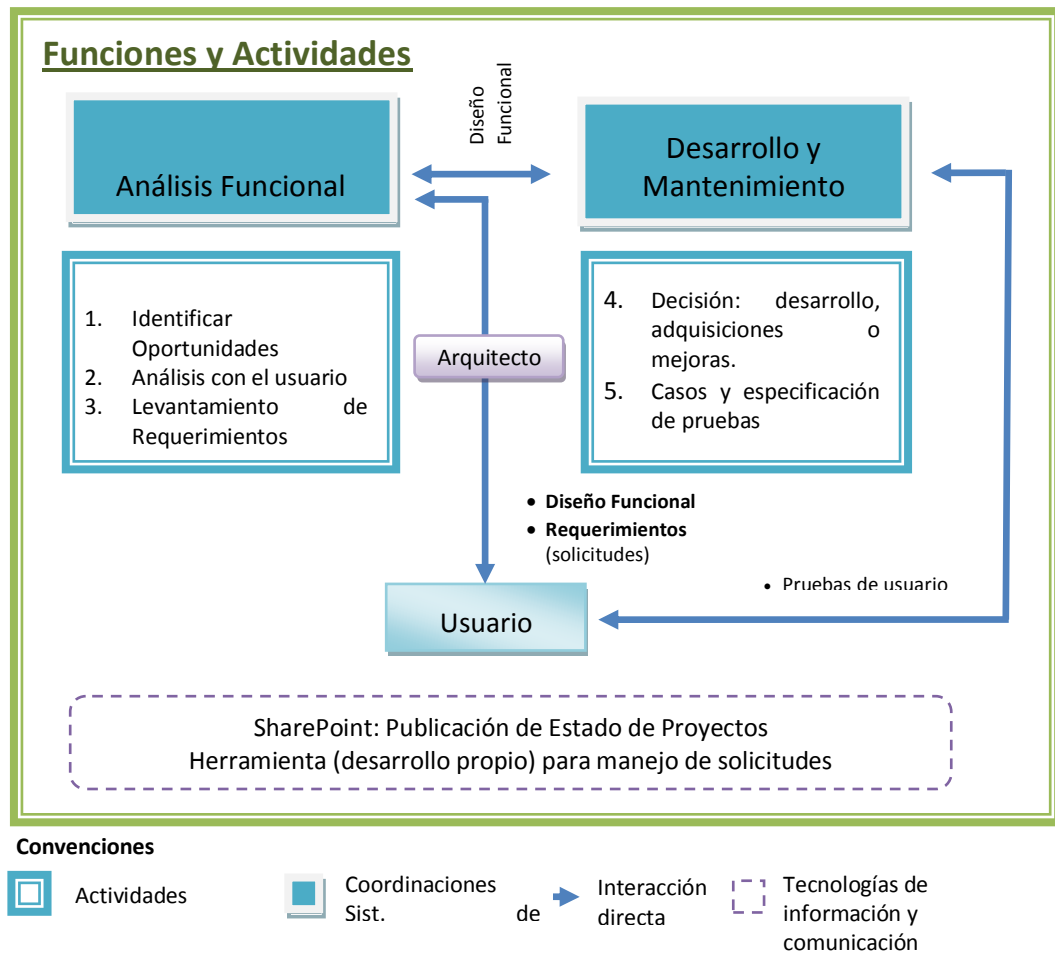 Funciones y Actividades
Diseño
Funcional
Análisis Funcional
Desarrollo y
Mantenimiento
1. Identificar
Oportunidades
2. Análisis con el usuario
3. Levantamiento de
Requerimientos
Arquitecto
4. Decisión: desarrollo,
adquisiciones o
mejoras.
5. Casos y especificación
de pruebas
• Diseño Funcional
• Requerimientos
(solicitudes)
• Pruebas de usuario
Usuario
SharePoint: Publicación de Estado de Proyectos
Herramienta (desarrollo propio) para manejo de solicitudes
Convenciones
Actividades
Coordinaciones
Sist. de
Interacción
directa
Tecnologías de
información y
comunicación